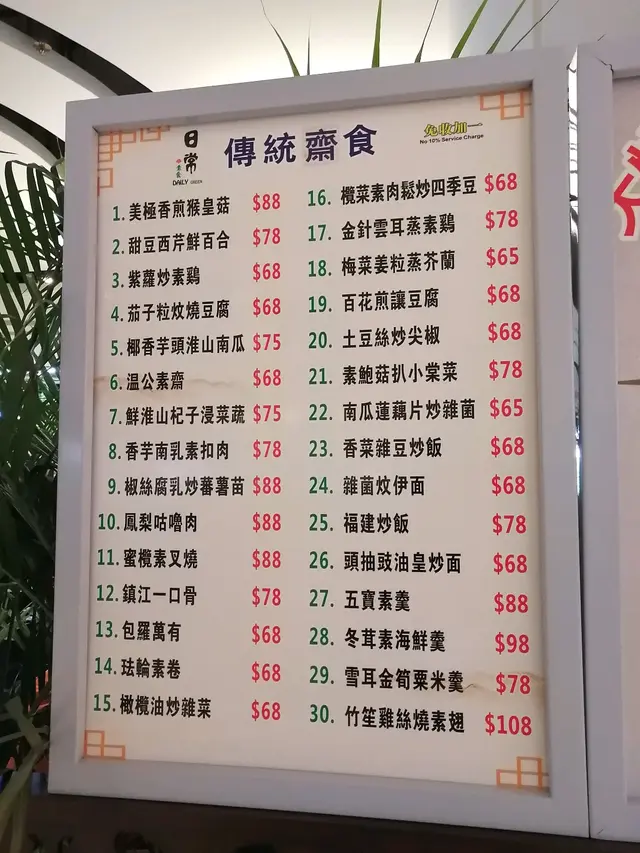 日常
素食
DAILY GREEN
傳統齋食
免收加一
No 10% Service Charge
1. 美極香煎猴皇菇 $88
2. 甜豆西芹鮮百合 $78
3. 紫蘿炒素鷄 $68
4. 茄子粒炆燒豆腐 $68
5. 椰香芋頭淮山南瓜 $75
6. 溫公素齋 $68
7. 鮮淮山杞子浸菜蔬 $75
8. 香芋南乳素扣肉 $78
9. 椒絲腐乳炒蕃薯苗 $88
10. 鳳梨咕嚕肉 $88
11. 蜜欖素叉燒 $88
12. 鎮江一口骨 $78
13. 包羅萬有 $68
14. 珐輪素卷 $68
15. 橄欖油炒雜菜 $68
16. 欖菜素肉鬆炒四季豆 $68
17. 金針雲耳蒸素鷄 $78
18. 梅菜姜粒蒸芥蘭 $65
19. 百花煎讓豆腐 $68
20. 土豆絲炒尖椒 $68
21. 素鮑菇扒小棠菜 $78
22. 南瓜蓮藕片炒雜菌 $65
23. 香菜雜豆炒飯 $68
24. 雜菌炆伊面 $68
25. 福建炒飯 $78
26. 頭抽豉油皇炒面 $68
27. 五寶素羹 $88
28. 冬茸素海鮮羹 $98
29. 雪耳金筍粟米羹 $78
30. 竹笙雞絲燒素翅 $108